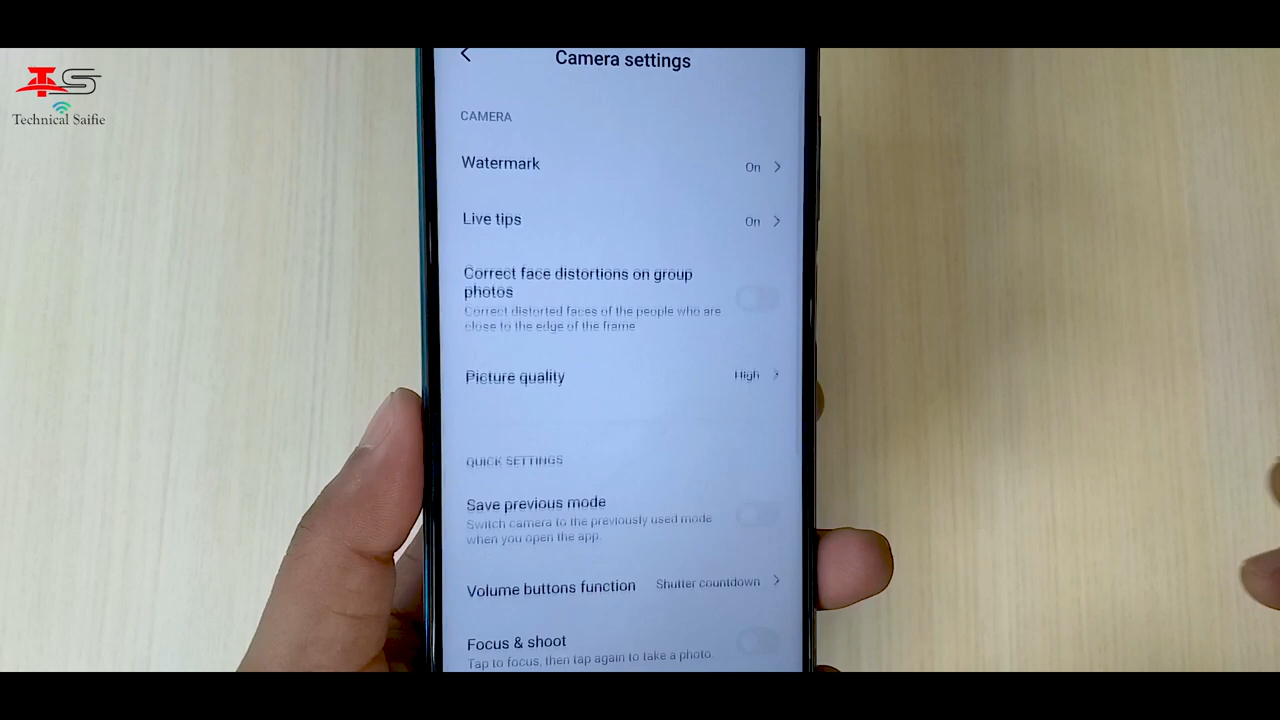 TS
Technical Saifie
Camera settings
CAMERA
Watermark On
Live tips On
Correct face distortions on group
photos
Correct distorted faces of the people who are
close to the edge of the frame
Picture quality High
QUICK SETTINGS
Save previous mode
Switch camera to the previously used mode
when you open the app.
Volume buttons function Shutter countdown
Focus & shoot
Tap to focus, then tap again to take a photo.